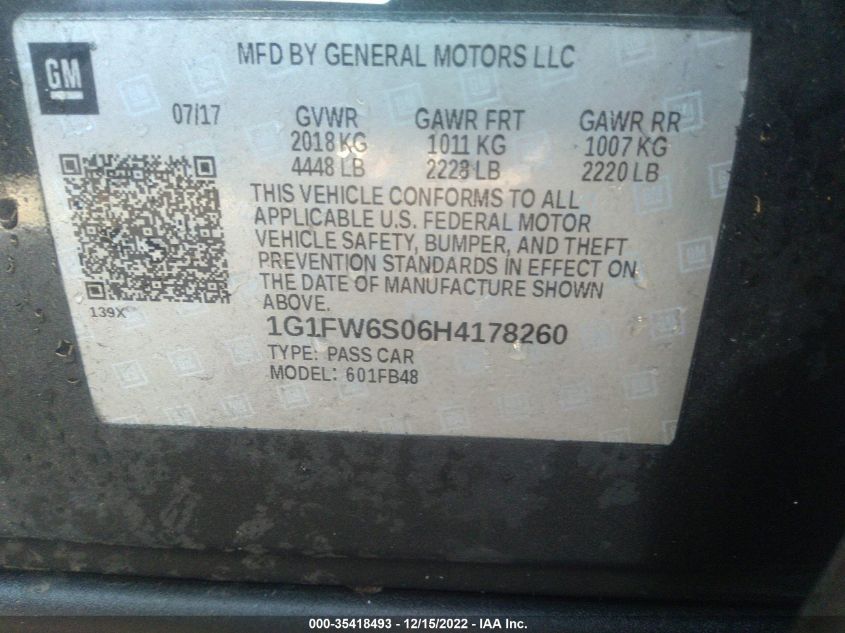 GM
MFD BY GENERAL MOTORS LLC
07/17 GVWR GAWR FRT GAWR RR
2018 KG 1011 KG 1007 KG
4448 LB 2228 LB 2220 LB
THIS VEHICLE CONFORMS TO ALL
APPLICABLE U.S. FEDERAL MOTOR
VEHICLE SAFETY, BUMPER, AND THEFT
PREVENTION STANDARDS IN EFFECT ON
THE DATE OF MANUFACTURE SHOWN
ABOVE.
139X
1G1FW6S06H4178260
TYPE: PASS CAR
MODEL: 601FB48
000-35418493 - 12/15/2022 - IAA Inc.